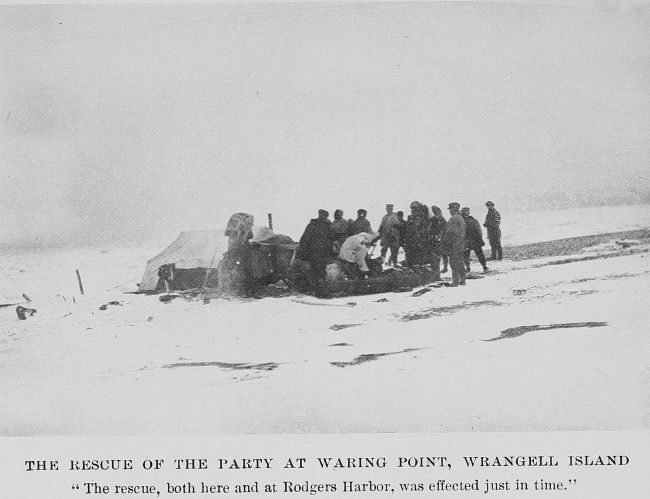 THE RESCUE OF THE PARTY AT WARING POINT, WRANGELL ISLAND
“The rescue, both here and at Rodgers Harbor, was effected just in time.”